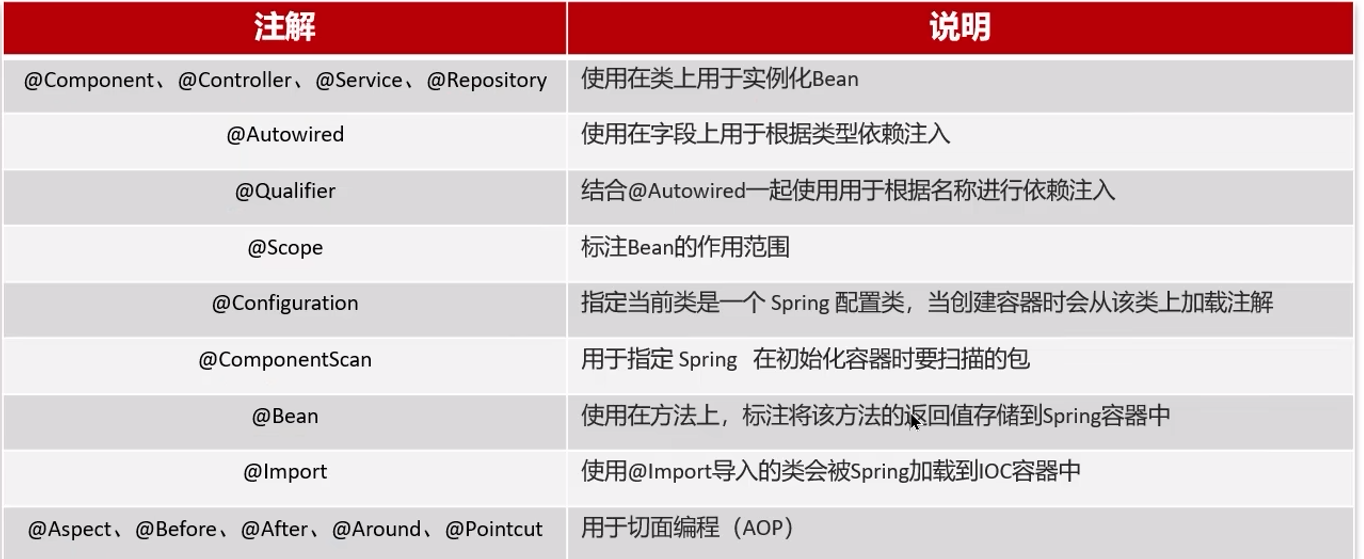 注解 说明
@Component、@Controller、@Service、@Repository 使用在类上用于实例化Bean
@Autowired 使用在字段上用于根据类型依赖注入
@Qualifier 结合@Autowired一起使用用于根据名称进行依赖注入
@Scope 标注Bean的作用范围
@Configuration 指定当前类是一个 Spring 配置类，当创建容器时会从该类上加载注解
@ComponentScan 用于指定 Spring 在初始化容器时要扫描的包
@Bean 使用在方法上，标注将该方法的返回值存储到Spring容器中
@Import 使用@Import导入的类会被Spring加载到IOC容器中
@Aspect、@Before、@After、@Around、@Pointcut 用于切面编程（AOP）